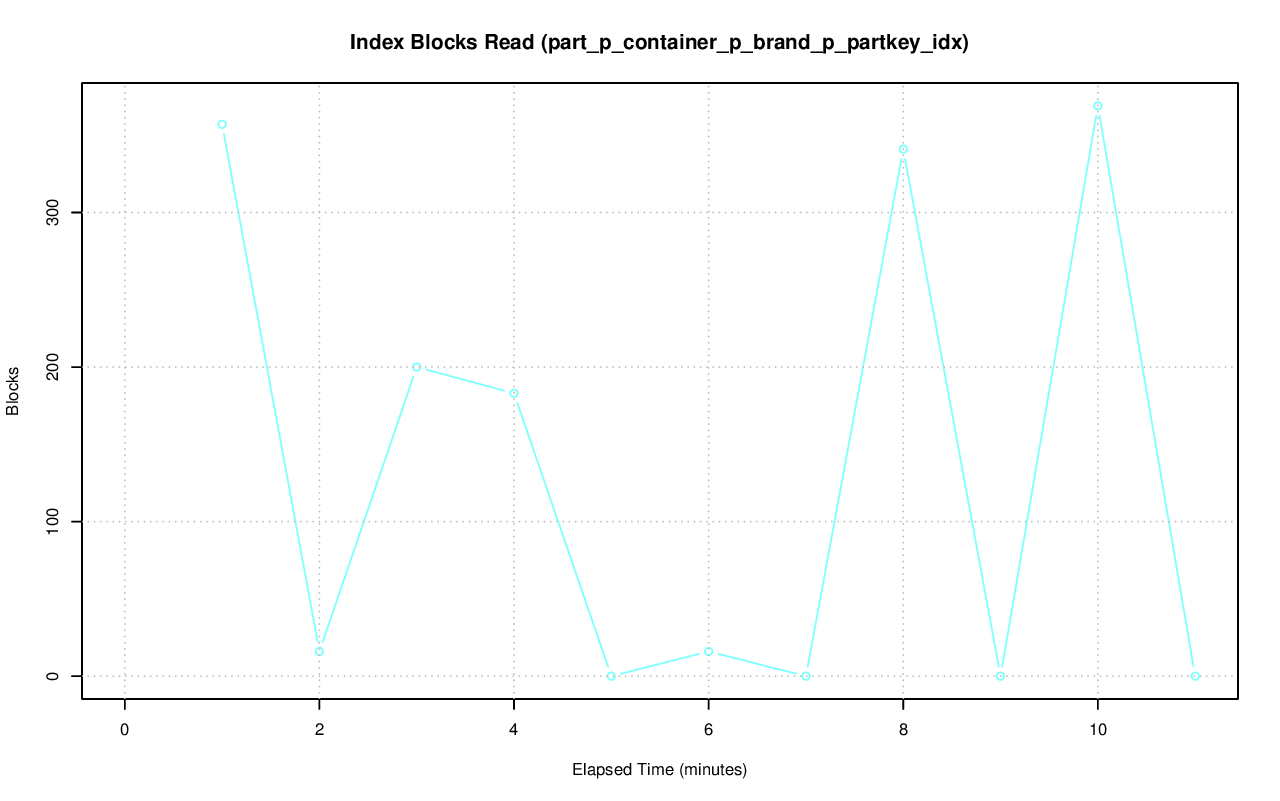 Index Blocks Read (part_p_container_p_brand_p_partkey_idx)
300
200
100
0
Blocks
0 2 4 6 8 10
Elapsed Time (minutes)